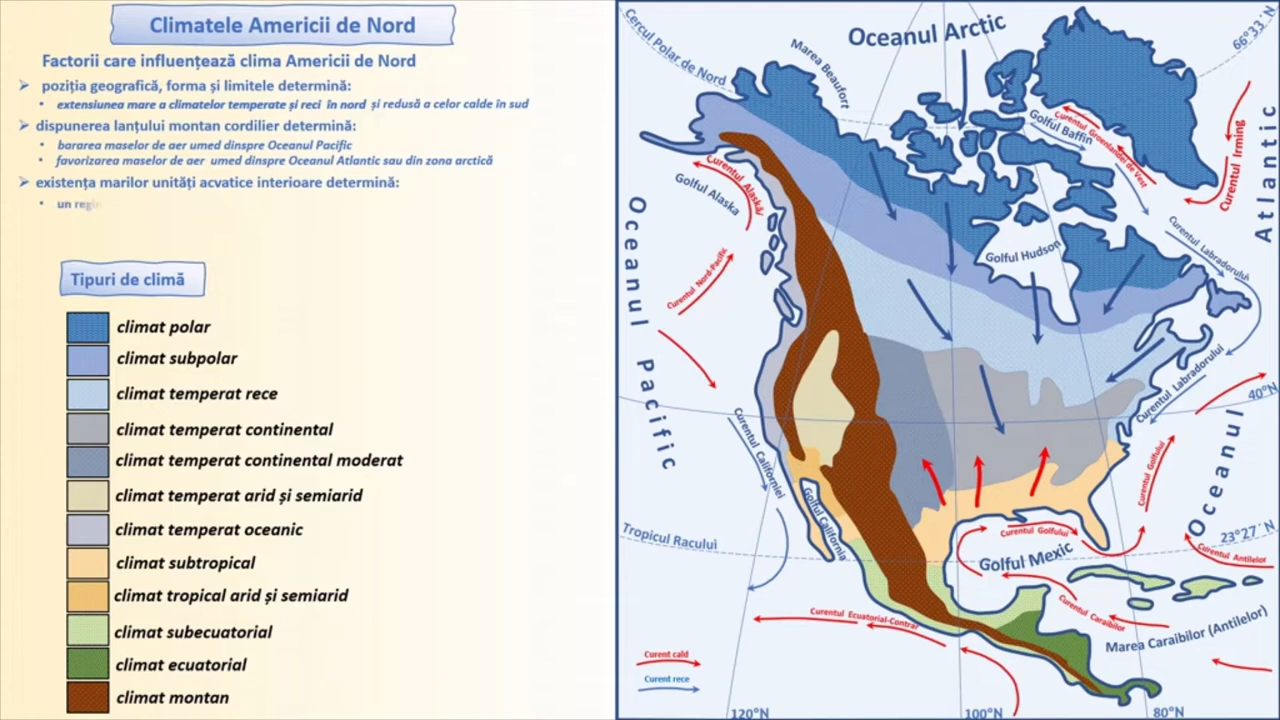 Climatele Americii de Nord
Factorii care influențează clima Americii de Nord
poziția geografică, forma și limitele determină:
extensiunea mare a climatelor temperate și reci în nord și redusă a celor calde în sud
dispunerea lanțului montan cordilier determină:
bararea maselor de aer umed dinspre Oceanul Pacific
favorizarea maselor de aer umed dinspre Oceanul Atlantic sau din zona arctică
existența marilor unități acvatice interioare determină:
un regi
Tipuri de climă
climat polar
climat subpolar
climat temperat rece
climat temperat continental
climat temperat continental moderat
climat temperat arid și semiarid
climat temperat oceanic
climat subtropical
climat tropical arid și semiarid
climat subecuatorial
climat ecuatorial
climat montan
Oceanul Arctic
Cercul Polar de Nord
66°33´N
Marea Beaufort
Golful Baffin
Curentul Groenlandei de Vest
Curentul Irming
Oceanul Atlantic
Curentul Alaskăi
Golful Alaska
Oceanul Pacific
Curentul Nord-Pacific
Golful Hudson
Curentul Labradorului
Curentul Labradorului
40°N
Curentul Californiei
Golful California
Curentul Golfului
Tropicul Racului
23°27´N
Curentul Golfului
Golful Mexic
Curentul Antilelor
Curentul Caraibilor
Curentul Ecuatorial-Contrar
Marea Caraibilor (Antilelor)
Curent cald
Curent rece
120°N
100°N
80°N